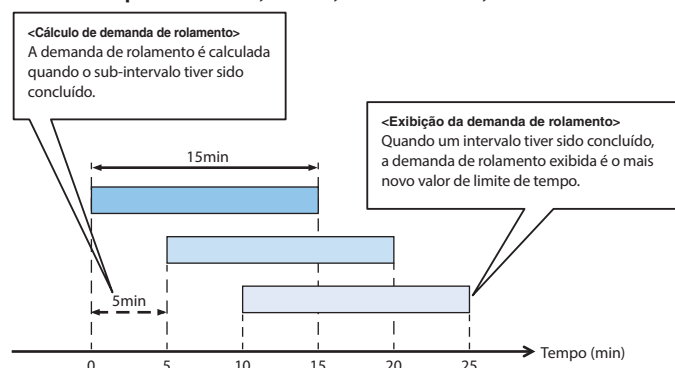 <Cálculo de demanda de rolamento>
A demanda de rolamento é calculada
quando o sub-intervalo tiver sido
concluído.
<Exibição da demanda de rolamento>
Quando um intervalo tiver sido concluído,
a demanda de rolamento exibida é o mais
novo valor de limite de tempo.
15min
5min
0 5 10 15 20 25
Tempo (min)